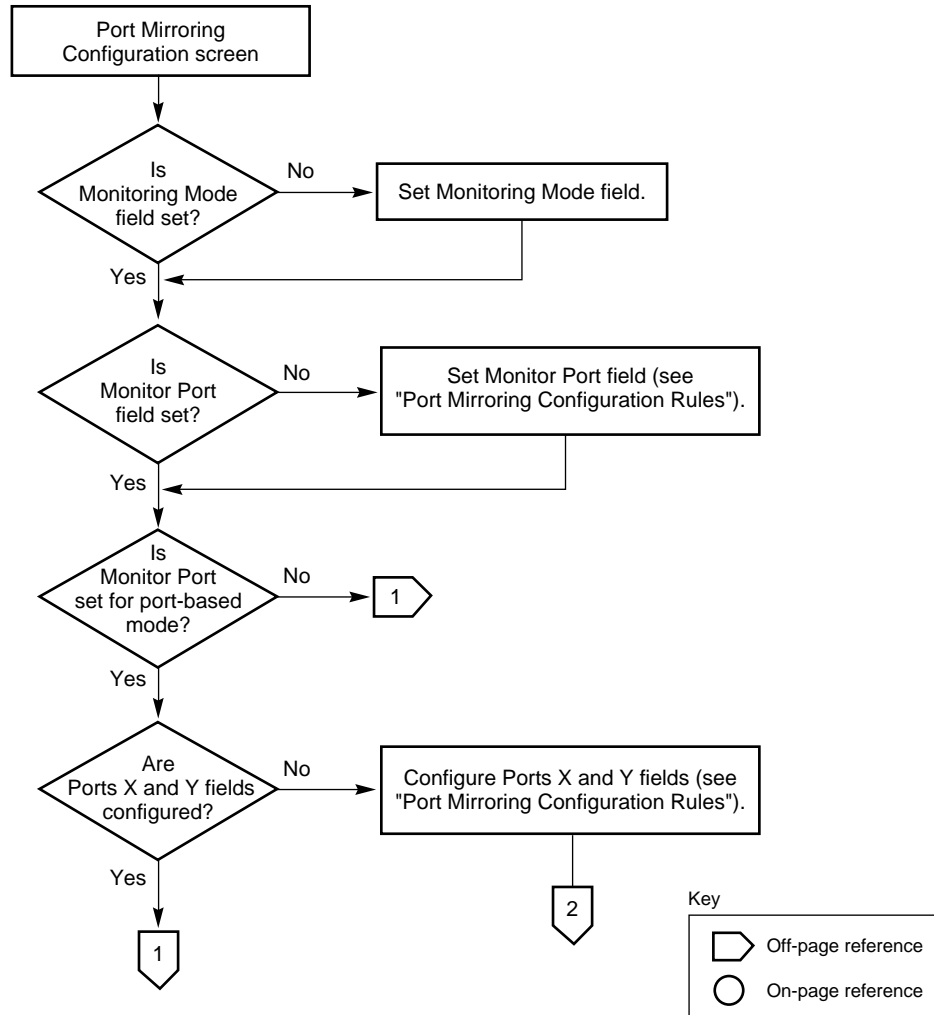 Port Mirroring
Configuration screen
Is
Monitoring Mode
field set?
No
Set Monitoring Mode field.
Yes
Is
Monitor Port
field set?
No
Set Monitor Port field (see
"Port Mirroring Configuration Rules").
Yes
Is
Monitor Port
set for port-based
mode?
No
1
Yes
Are
Ports X and Y fields
configured?
No
Configure Ports X and Y fields (see
"Port Mirroring Configuration Rules").
Yes
1
2
Key
Off-page reference
On-page reference